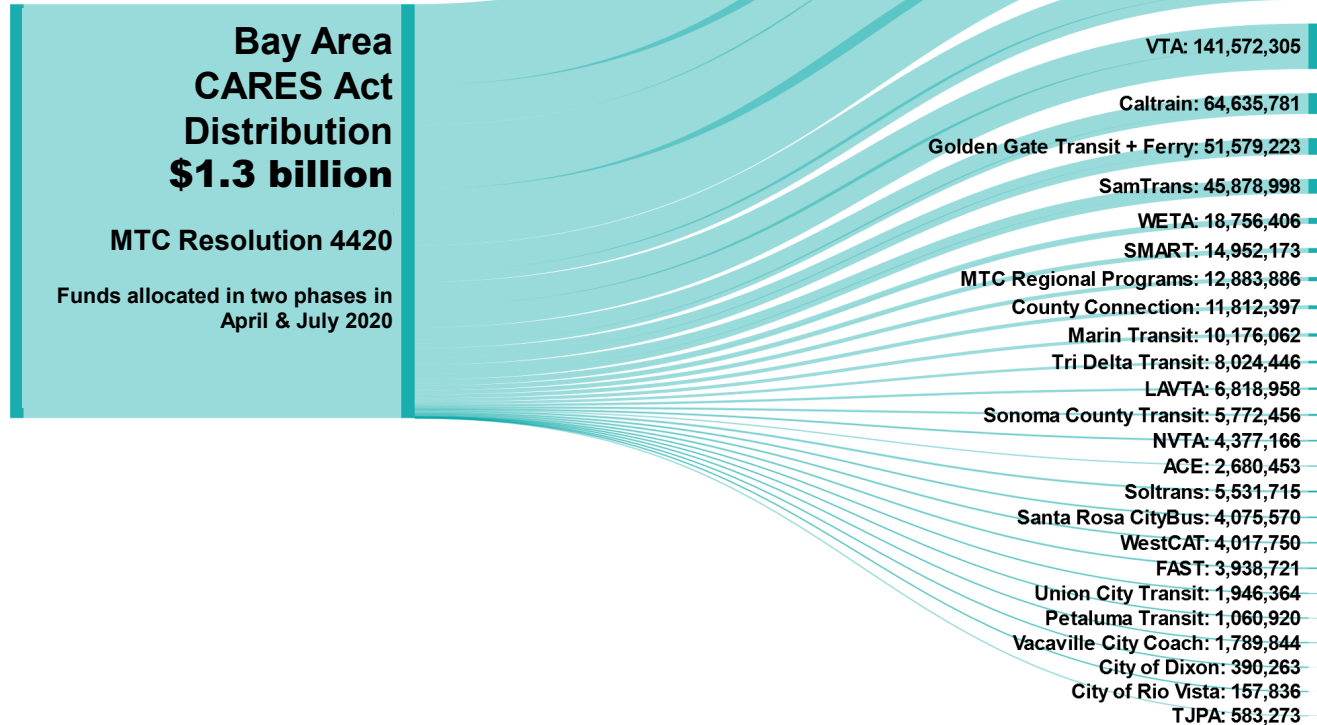 Bay Area
CARES Act
Distribution
$1.3 billion
MTC Resolution 4420
Funds allocated in two phases in
April & July 2020
VTA: 141,572,305
Caltrain: 64,635,781
Golden Gate Transit + Ferry: 51,579,223
SamTrans: 45,878,998
WETA: 18,756,406
SMART: 14,952,173
MTC Regional Programs: 12,883,886
County Connection: 11,812,397
Marin Transit: 10,176,062
Tri Delta Transit: 8,024,446
LAVTA: 6,818,958
Sonoma County Transit: 5,772,456
NVTA: 4,377,166
ACE: 2,680,453
Soltrans: 5,531,715
Santa Rosa CityBus: 4,075,570
WestCAT: 4,017,750
FAST: 3,938,721
Union City Transit: 1,946,364
Petaluma Transit: 1,060,920
Vacaville City Coach: 1,789,844
City of Dixon: 390,263
City of Rio Vista: 157,836
TJPA: 583,273